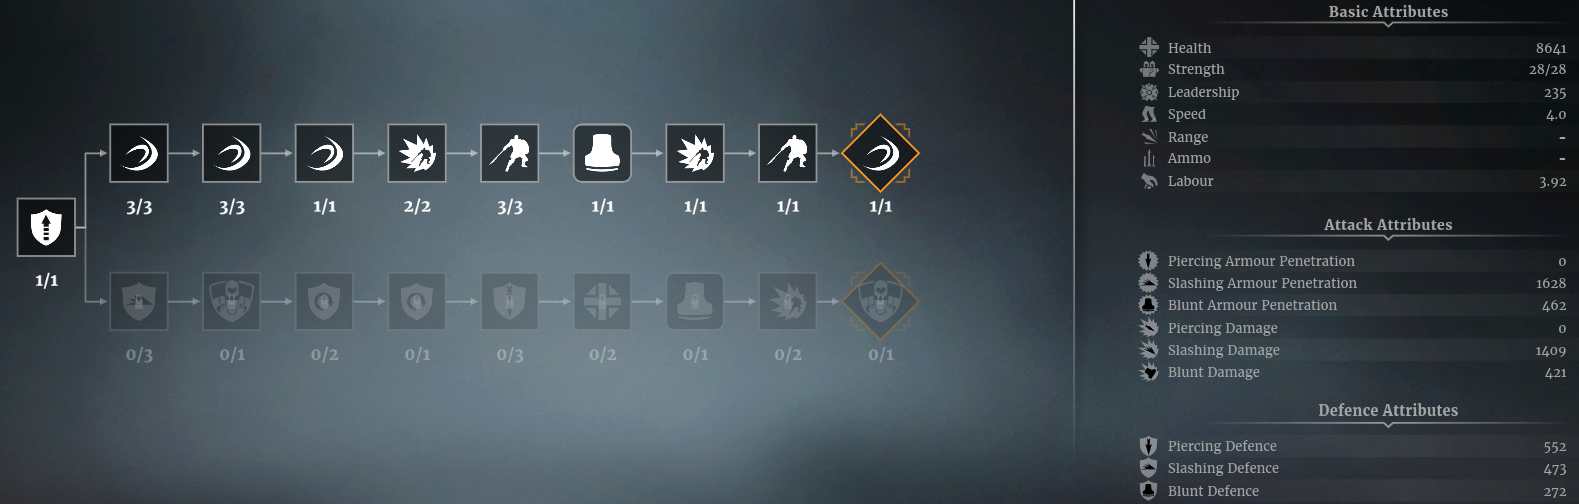 Basic Attributes
Health 8641
Strength 28/28
Leadership 235
Speed 4.0
Range -
Ammo -
Labour 3.92
3/3 3/3 1/1 2/2 3/3 1/1 1/1 1/1 1/1
Attack Attributes
Piercing Armour Penetration 0
Slashing Armour Penetration 1628
1/1
Blunt Armour Penetration 462
Piercing Damage 0
Slashing Damage 1409
0/3 0/1 0/2 0/1 0/3 0/2 0/1 0/2 0/1
Blunt Damage 421
Defence Attributes
Piercing Defence 552
Slashing Defence 473
Blunt Defence 272